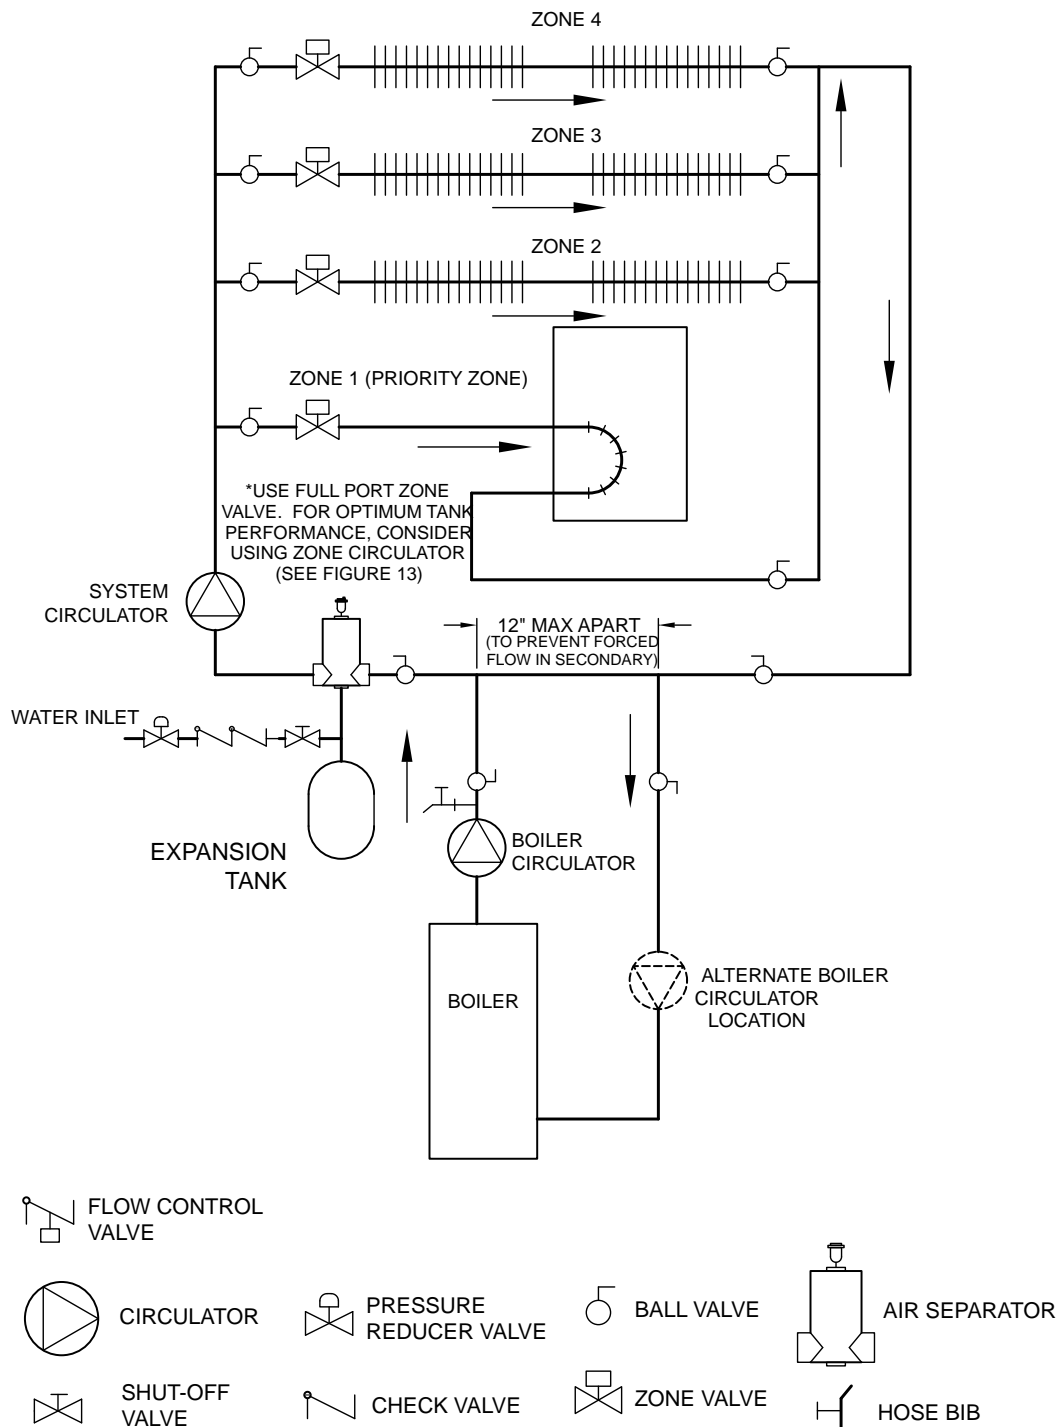 ZONE 4
ZONE 3
ZONE 2
ZONE 1 (PRIORITY ZONE)
*USE FULL PORT ZONE
VALVE. FOR OPTIMUM TANK
PERFORMANCE, CONSIDER
USING ZONE CIRCULATOR
(SEE FIGURE 13)
SYSTEM
CIRCULATOR
12" MAX APART
(TO PREVENT FORCED
FLOW IN SECONDARY)
WATER INLET
EXPANSION
TANK
BOILER
CIRCULATOR
BOILER
ALTERNATE BOILER
CIRCULATOR
LOCATION
FLOW CONTROL
VALVE
CIRCULATOR
PRESSURE
REDUCER VALVE
BALL VALVE
AIR SEPARATOR
SHUT-OFF
VALVE
CHECK VALVE
ZONE VALVE
HOSE BIB